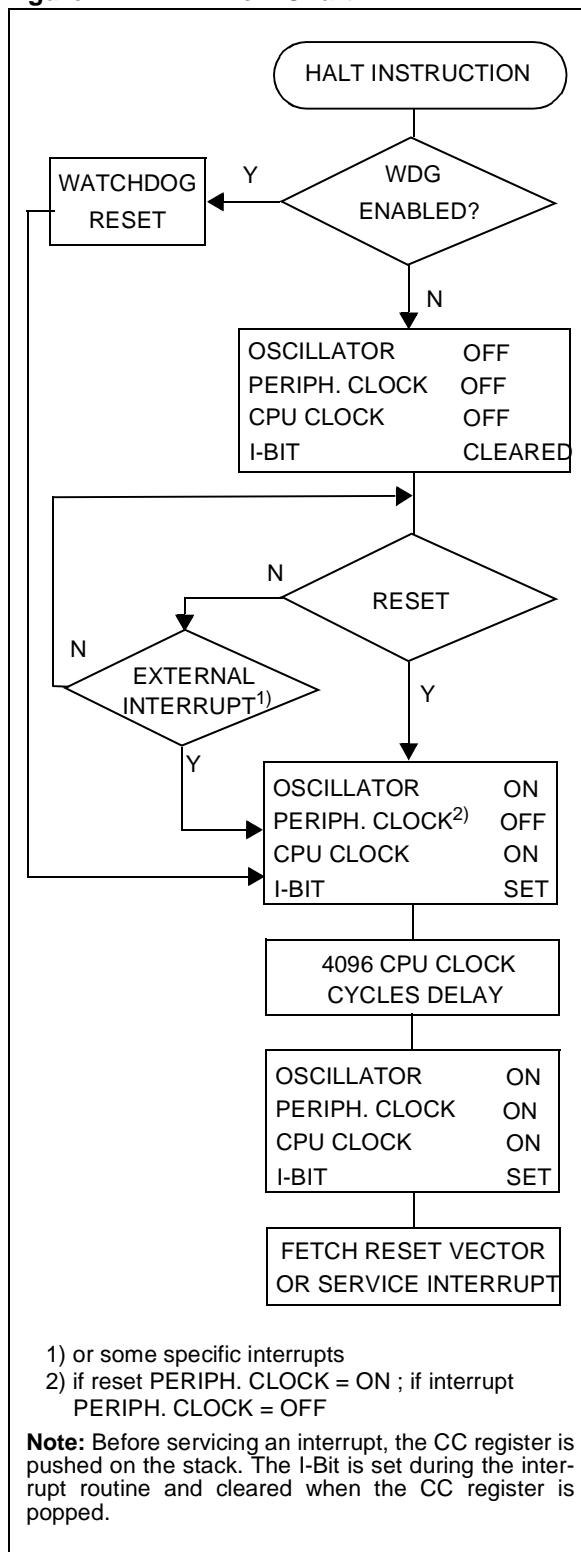 HALT INSTRUCTION
WDG
ENABLED?
Y
WATCHDOG
RESET
N
OSCILLATOR OFF
PERIPH. CLOCK OFF
CPU CLOCK OFF
I-BIT CLEARED
RESET
N
EXTERNAL
INTERRUPT1)
N
Y
Y
OSCILLATOR ON
PERIPH. CLOCK2) OFF
CPU CLOCK ON
I-BIT SET
4096 CPU CLOCK
CYCLES DELAY
OSCILLATOR ON
PERIPH. CLOCK ON
CPU CLOCK ON
I-BIT SET
FETCH RESET VECTOR
OR SERVICE INTERRUPT
1) or some specific interrupts
2) if reset PERIPH. CLOCK = ON ; if interrupt
PERIPH. CLOCK = OFF
Note: Before servicing an interrupt, the CC register is
pushed on the stack. The I-Bit is set during the inter-
rupt routine and cleared when the CC register is
popped.